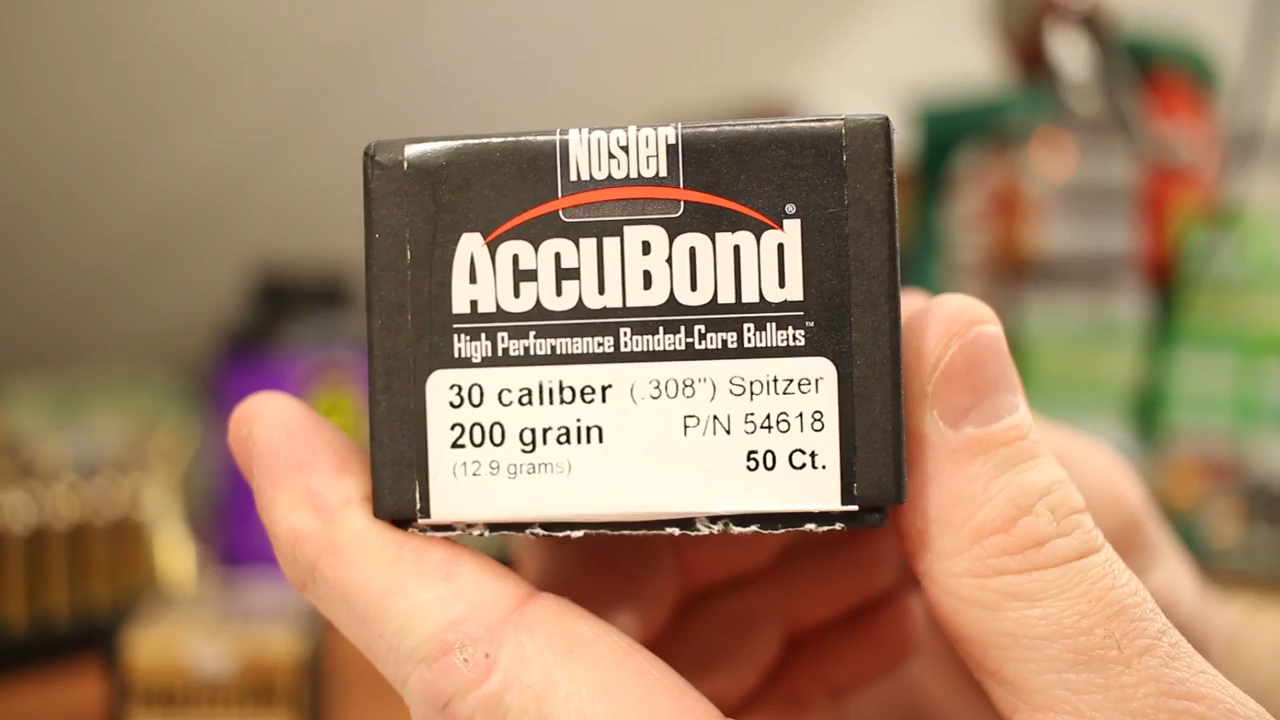 Nosler
AccuBond®
High Performance Bonded-Core Bullets™
30 caliber (.308") Spitzer
200 grain P/N 54618
(12.9 grams) 50 Ct.